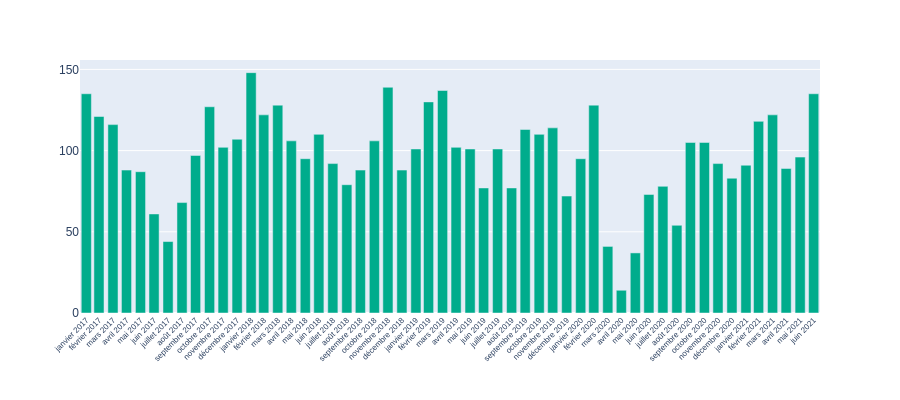 150
100
50
0
janvier 2017
février 2017
mars 2017
avril 2017
mai 2017
juin 2017
juillet 2017
août 2017
septembre 2017
octobre 2017
novembre 2017
décembre 2017
janvier 2018
février 2018
mars 2018
avril 2018
mai 2018
juin 2018
juillet 2018
août 2018
septembre 2018
octobre 2018
novembre 2018
décembre 2018
janvier 2019
février 2019
mars 2019
avril 2019
mai 2019
juin 2019
juillet 2019
août 2019
septembre 2019
octobre 2019
novembre 2019
décembre 2019
janvier 2020
février 2020
mars 2020
avril 2020
mai 2020
juin 2020
juillet 2020
août 2020
septembre 2020
octobre 2020
novembre 2020
décembre 2020
janvier 2021
février 2021
mars 2021
avril 2021
mai 2021
juin 2021